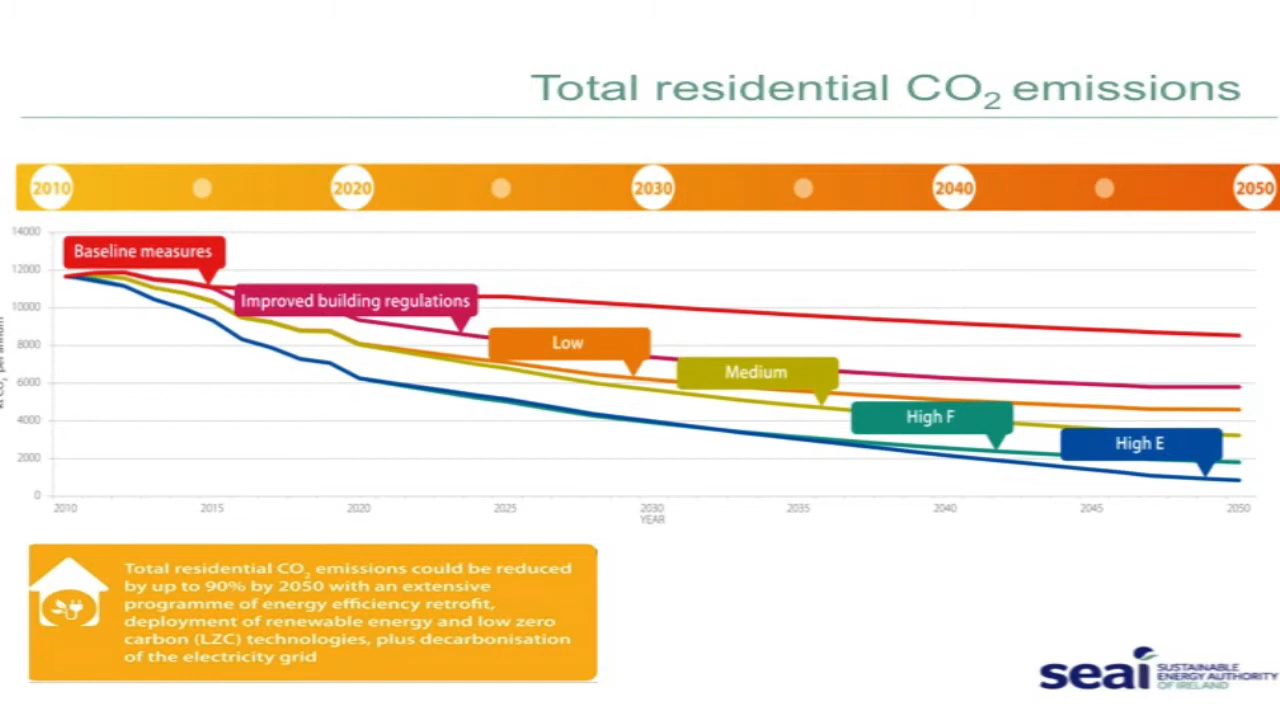 Total residential CO₂ emissions
2010 2020 2030 2040 2050
14000
Baseline measures
12000
Improved building regulations
10000
Low
8000
Medium
6000
High F
4000
High E
2000
0
2010 2015 2020 2025 2030 2035 2040 2045 2050
YEAR
kt CO₂ per annum
Total residential CO₂ emissions could be reduced
by up to 90% by 2050 with an extensive
programme of energy efficiency retrofit,
deployment of renewable energy and low zero
carbon (LZC) technologies, plus decarbonisation
of the electricity grid
seai
SUSTAINABLE
ENERGY AUTHORITY
OF IRELAND